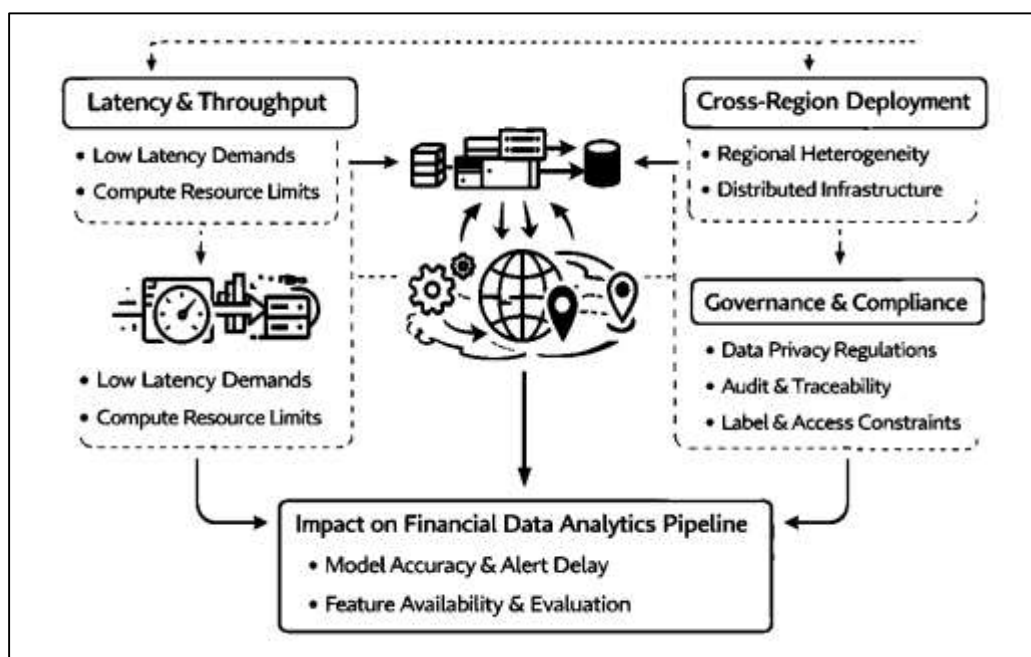 Latency & Throughput
• Low Latency Demands
• Compute Resource Limits
• Low Latency Demands
• Compute Resource Limits
Cross-Region Deployment
• Regional Heterogeneity
• Distributed Infrastructure
Governance & Compliance
• Data Privacy Regulations
• Audit & Traceability
• Label & Access Constraints
Impact on Financial Data Analytics Pipeline
• Model Accuracy & Alert Delay
• Feature Availability & Evaluation